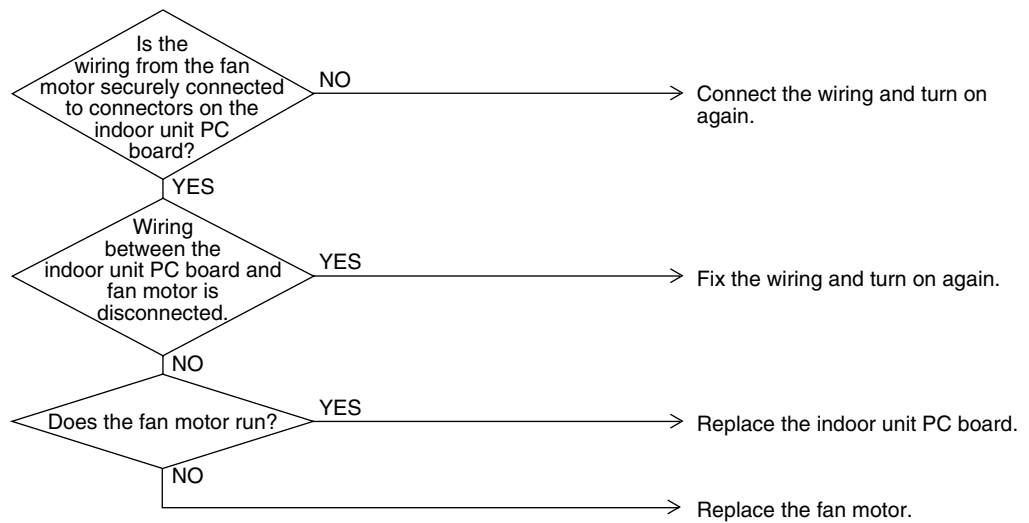 Is the
wiring from the fan
motor securely connected
to connectors on the
indoor unit PC
board?
NO
Connect the wiring and turn on
again.
YES
Wiring
between the
indoor unit PC board and
fan motor is
disconnected.
YES
Fix the wiring and turn on again.
NO
Does the fan motor run?
YES
Replace the indoor unit PC board.
NO
Replace the fan motor.